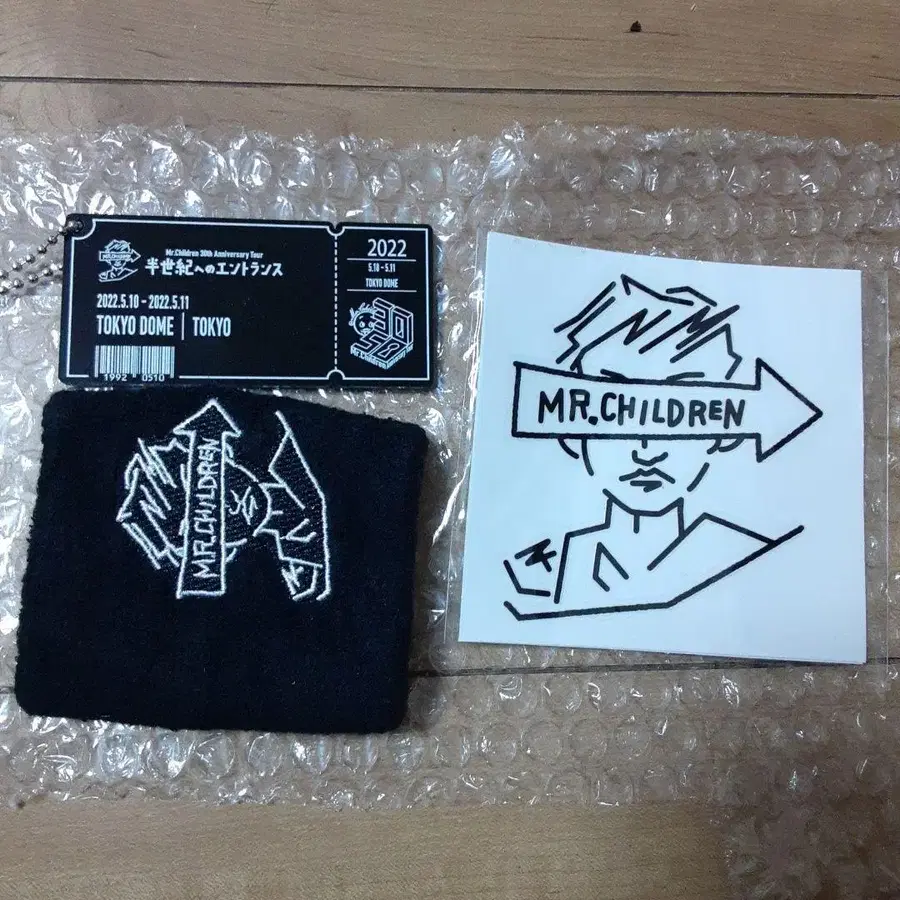 Mr.Children 30th Anniversary Tour
半世紀へのエントランス
2022.5.10 - 2022.5.11
TOKYO DOME | TOKYO
1992 0510
2022
5.10 - 5.11
TOKYO DOME
30
50
MR.CHILDREN
MR.CHILDREN